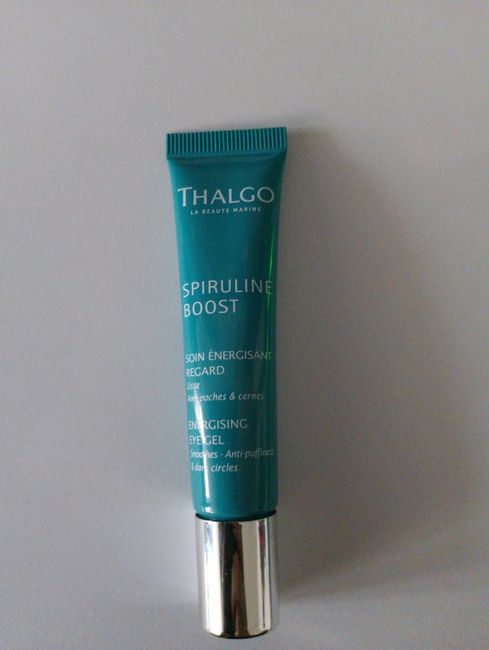 THALGO
LA BEAUTÉ MARINE
SPIRULINE
BOOST
SOIN ÉNERGISANT
REGARD
Lisse
Anti-poches & cernes
ENERGISING
EYE GEL
Smoothes - Anti-puffiness
& dark circles